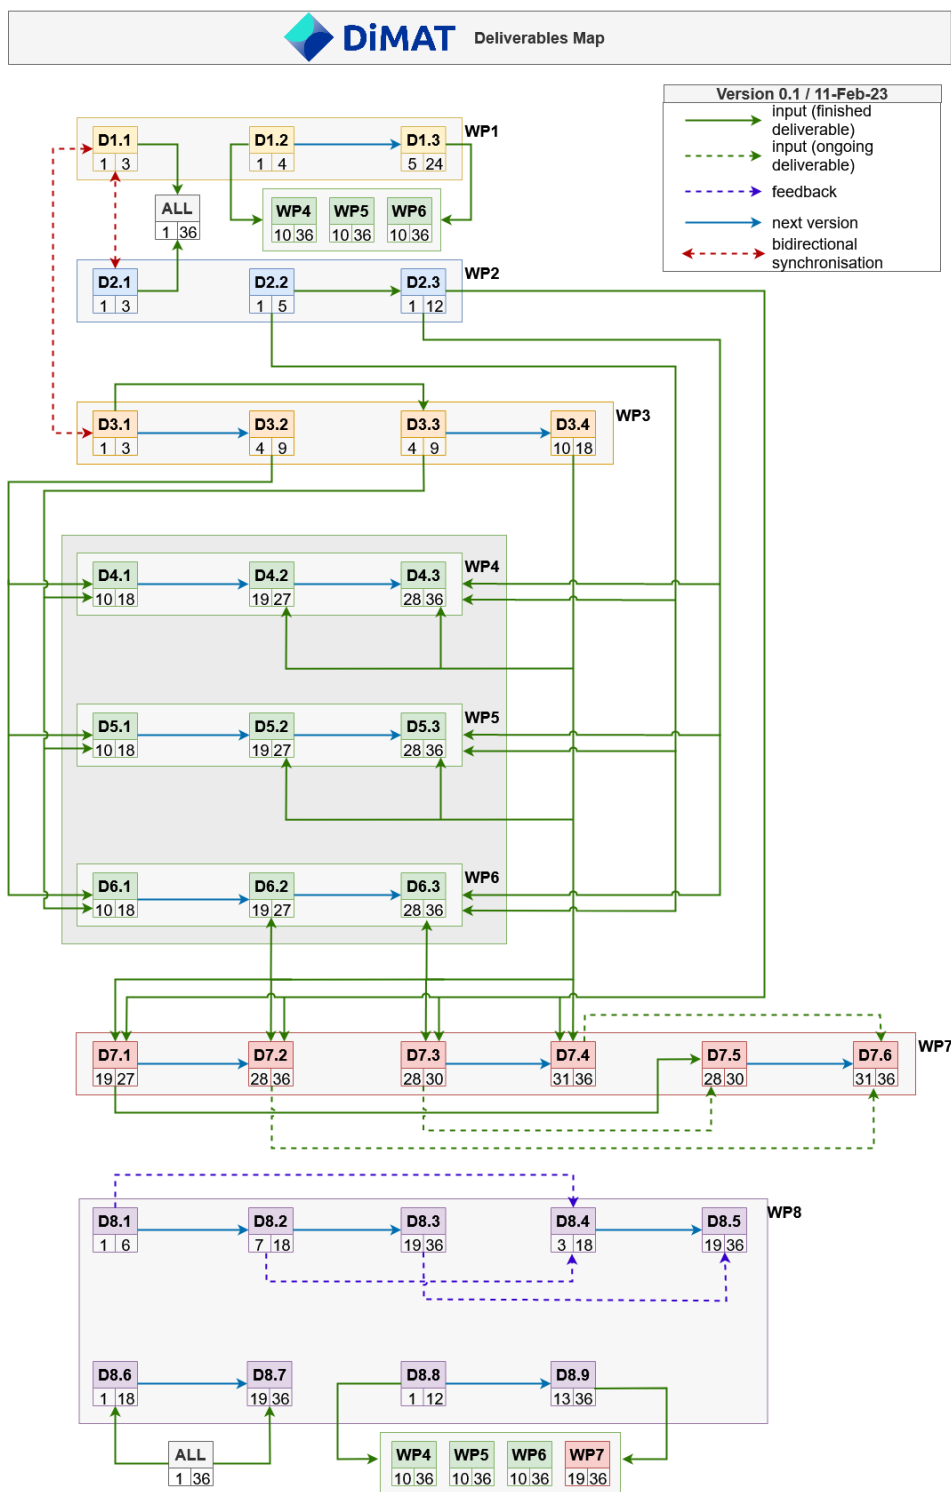 DiMAT Deliverables Map
Version 0.1 / 11-Feb-23
input (finished
deliverable)
input (ongoing
deliverable)
feedback
next version
bidirectional
synchronisation
D1.1 D1.2 D1.3 WP1
1 3 1 4 5 24
ALL WP4 WP5 WP6
1 36 10 36 10 36 10 36
D2.1 D2.2 D2.3 WP2
1 3 1 5 1 12
D3.1 D3.2 D3.3 D3.4 WP3
1 3 4 9 4 9 10 18
D4.1 D4.2 D4.3 WP4
10 18 19 27 28 36
D5.1 D5.2 D5.3 WP5
10 18 19 27 28 36
D6.1 D6.2 D6.3 WP6
10 18 19 27 28 36
D7.1 D7.2 D7.3 D7.4 D7.5 D7.6 WP7
19 27 28 36 28 30 31 36 28 30 31 36
D8.1 D8.2 D8.3 D8.4 D8.5 WP8
1 6 7 18 19 36 3 18 19 36
D8.6 D8.7 D8.8 D8.9
1 18 19 36 1 12 13 36
ALL WP4 WP5 WP6 WP7
1 36 10 36 10 36 10 36 19 36